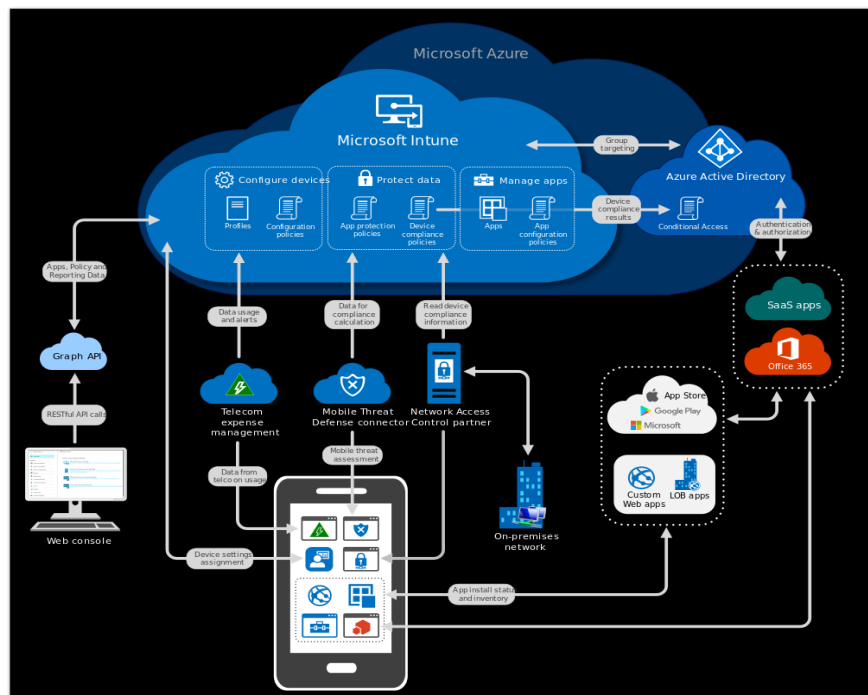 Microsoft Azure
Microsoft Intune
Group
targeting
Azure Active Directory
Configure devices
Protect data
Manage apps
Profiles
Configuration
policies
App protection
policies
Device
compliance
policies
Apps
App
configuration
policies
Device
compliance
results
Conditional Access
Authentication
& authorization
Apps, Policy and
Reporting Data
Data usage
and alerts
Data for
compliance
calculation
Read device
compliance
information
SaaS apps
Office 365
Graph API
RESTful API calls
Telecom
expense
management
Mobile Threat
Defense connector
Network Access
Control partner
App Store
Google Play
Microsoft
Mobile threat
assessment
Data from
telco on usage
Custom
Web apps
LOB apps
Web console
On-premises
network
Device settings
assignment
App install status
and inventory